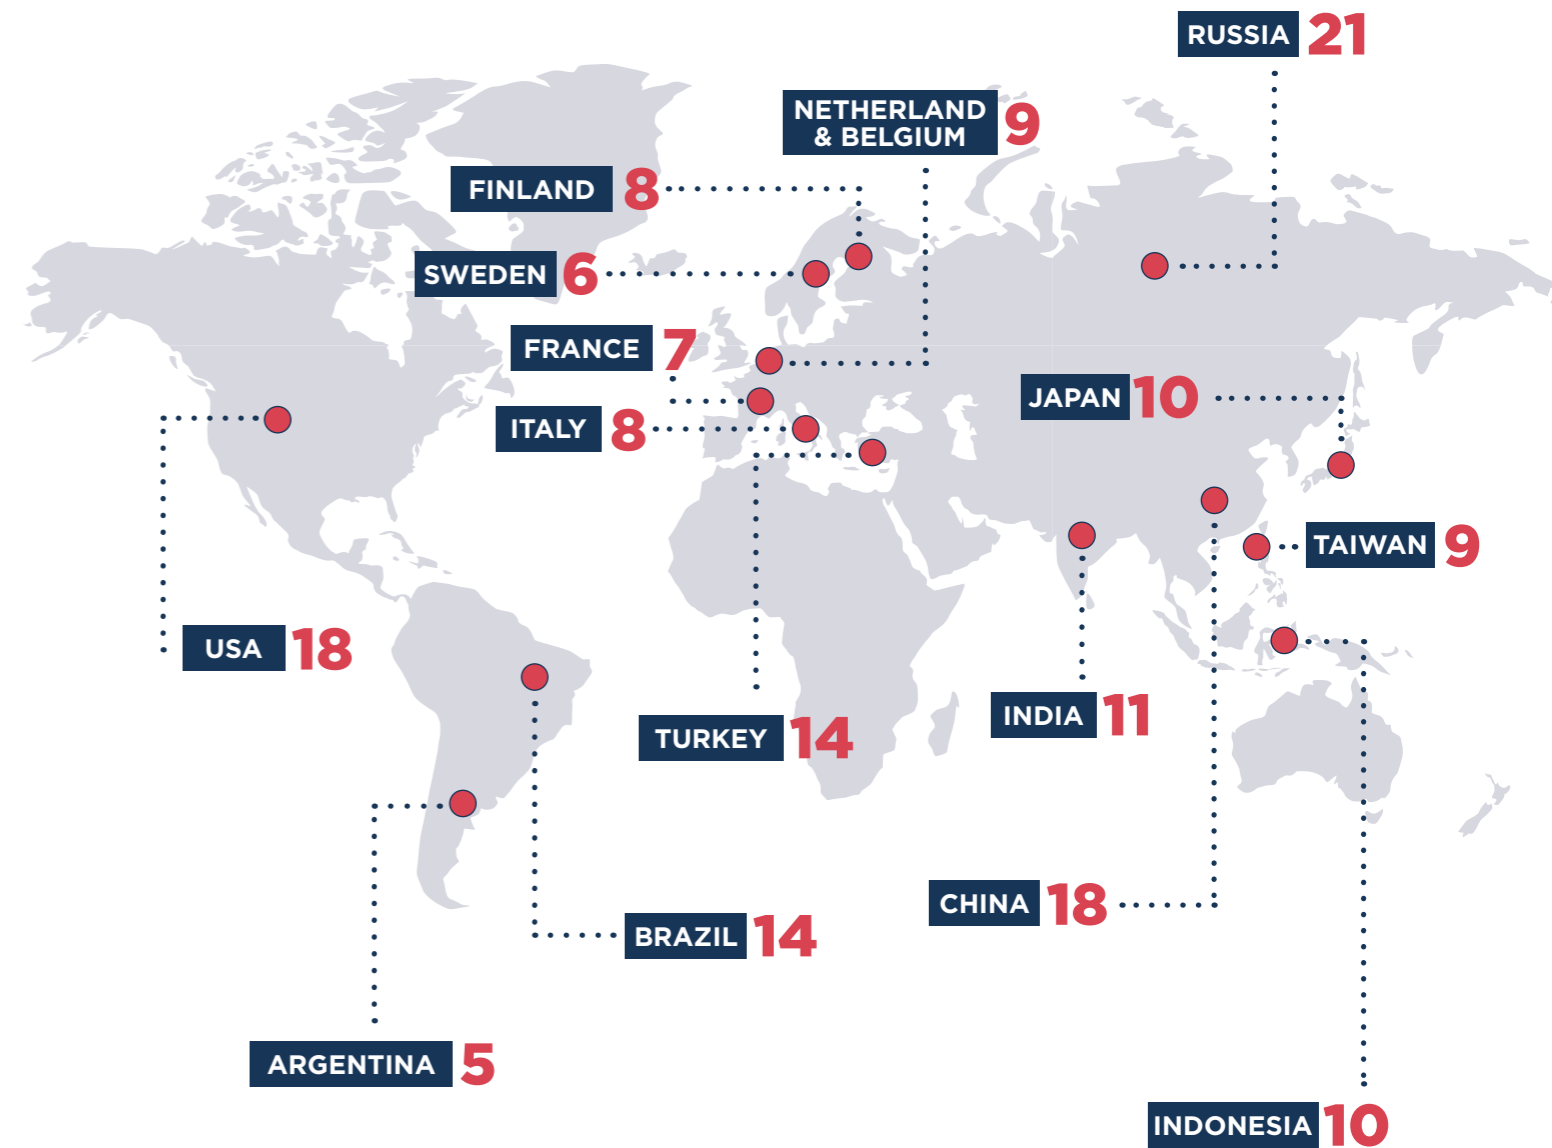 RUSSIA 21
NETHERLAND
& BELGIUM 9
FINLAND 8
SWEDEN 6
FRANCE 7
JAPAN 10
ITALY 8
TAIWAN 9
USA 18
INDIA 11
TURKEY 14
CHINA 18
BRAZIL 14
ARGENTINA 5
INDONESIA 10